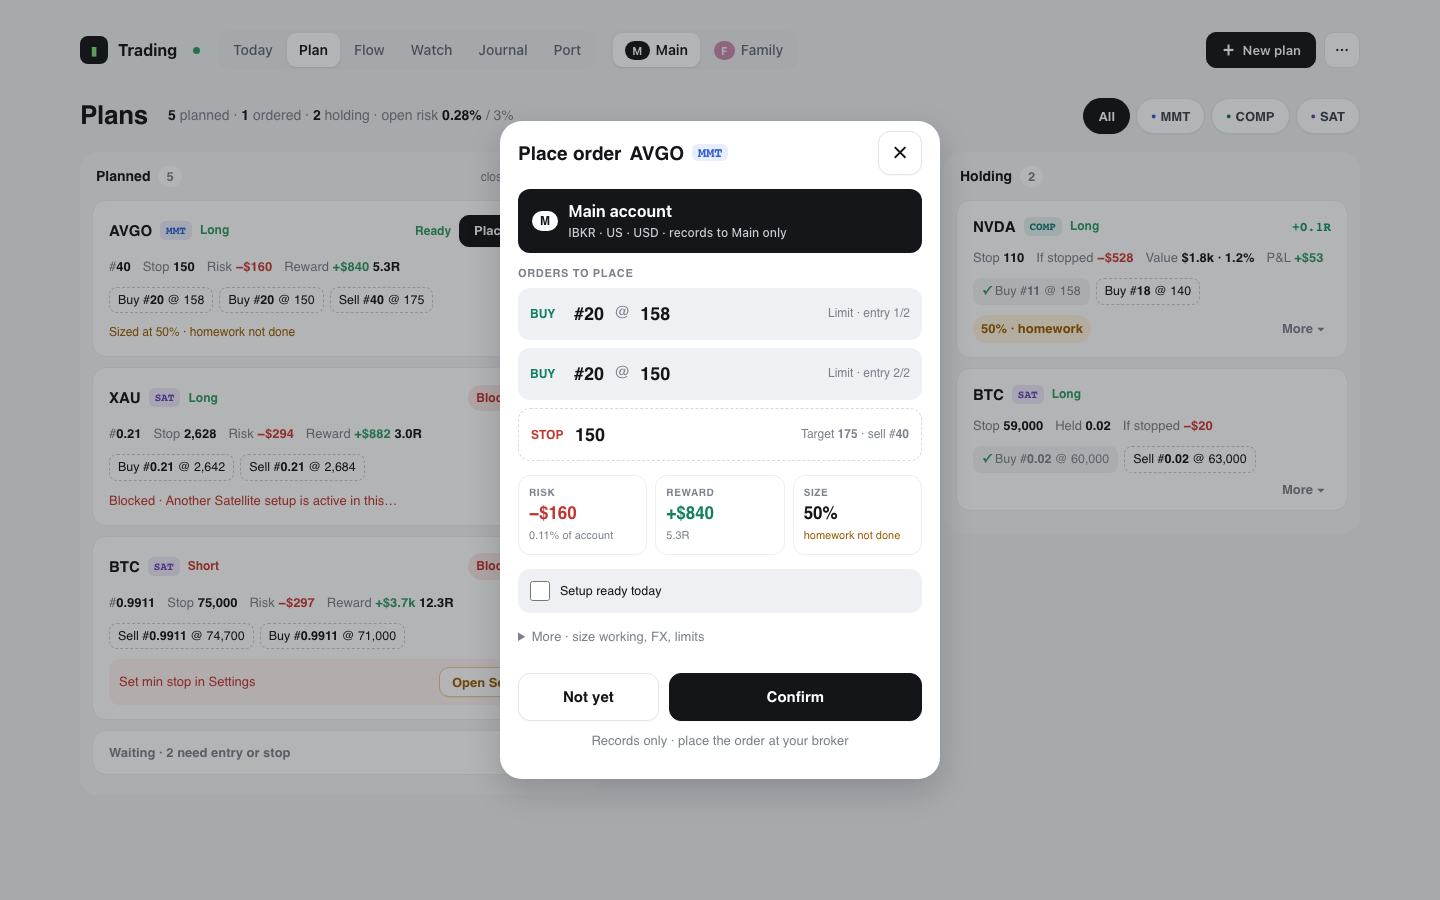 Trading
Today Plan Flow Watch Journal Port
M Main F Family
+ New plan
...
Plans
5 planned · 1 ordered · 2 holding · open risk 0.28% / 3%
All • MMT • COMP • SAT
Planned 5
AVGO MMT Long Ready
#40 Stop 150 Risk –$160 Reward +$840 5.3R
Buy #20 @ 158 Buy #20 @ 150 Sell #40 @ 175
Sized at 50% · homework not done
XAU SAT Long
#0.21 Stop 2,628 Risk –$294 Reward +$882 3.0R
Buy #0.21 @ 2,642 Sell #0.21 @ 2,684
Blocked · Another Satellite setup is active in this…
BTC SAT Short
#0.9911 Stop 75,000 Risk –$297 Reward +$3.7k 12.3R
Sell #0.9911 @ 74,700 Buy #0.9911 @ 71,000
Set min stop in Settings Open
Waiting · 2 need entry or stop
Place order AVGO MMT
✕
M Main account
IBKR · US · USD · records to Main only
ORDERS TO PLACE
BUY #20 @ 158 Limit · entry 1/2
BUY #20 @ 150 Limit · entry 2/2
STOP 150 Target 175 · sell #40
RISK
–$160
0.11% of account
REWARD
+$840
5.3R
SIZE
50%
homework not done
Setup ready today
▶ More · size working, FX, limits
Not yet Confirm
Records only · place the order at your broker
Holding 2
NVDA COMP Long +0.1R
Stop 110 If stopped –$528 Value $1.8k · 1.2% P&L +$53
✓ Buy #11 @ 158 Buy #18 @ 140
50% · homework More
BTC SAT Long
Stop 59,000 Held 0.02 If stopped –$20
✓ Buy #0.02 @ 60,000 Sell #0.02 @ 63,000
More